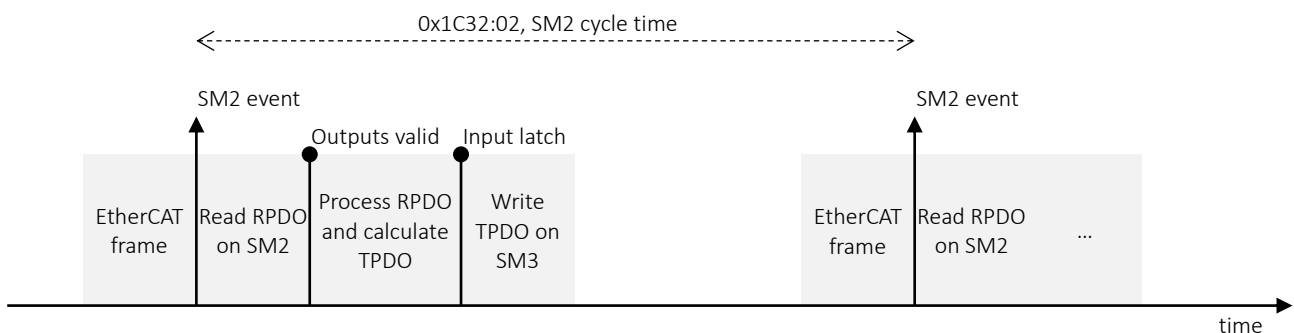 0x1C32:02, SM2 cycle time
SM2 event
SM2 event
Outputs valid
Input latch
EtherCAT
frame
Read RPDO
on SM2
Process RPDO
and calculate
TPDO
Write
TPDO on
SM3
EtherCAT
frame
Read RPDO
on SM2
...
time